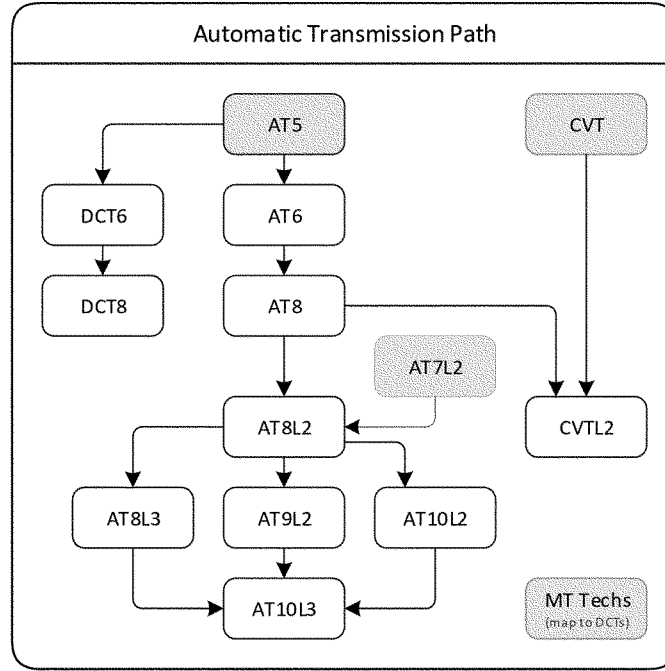 Automatic Transmission Path
AT5
CVT
DCT6
AT6
DCT8
AT8
AT7L2
AT8L2
CVTL2
AT8L3
AT9L2
AT10L2
AT10L3
MT Techs
(map to DCTs)